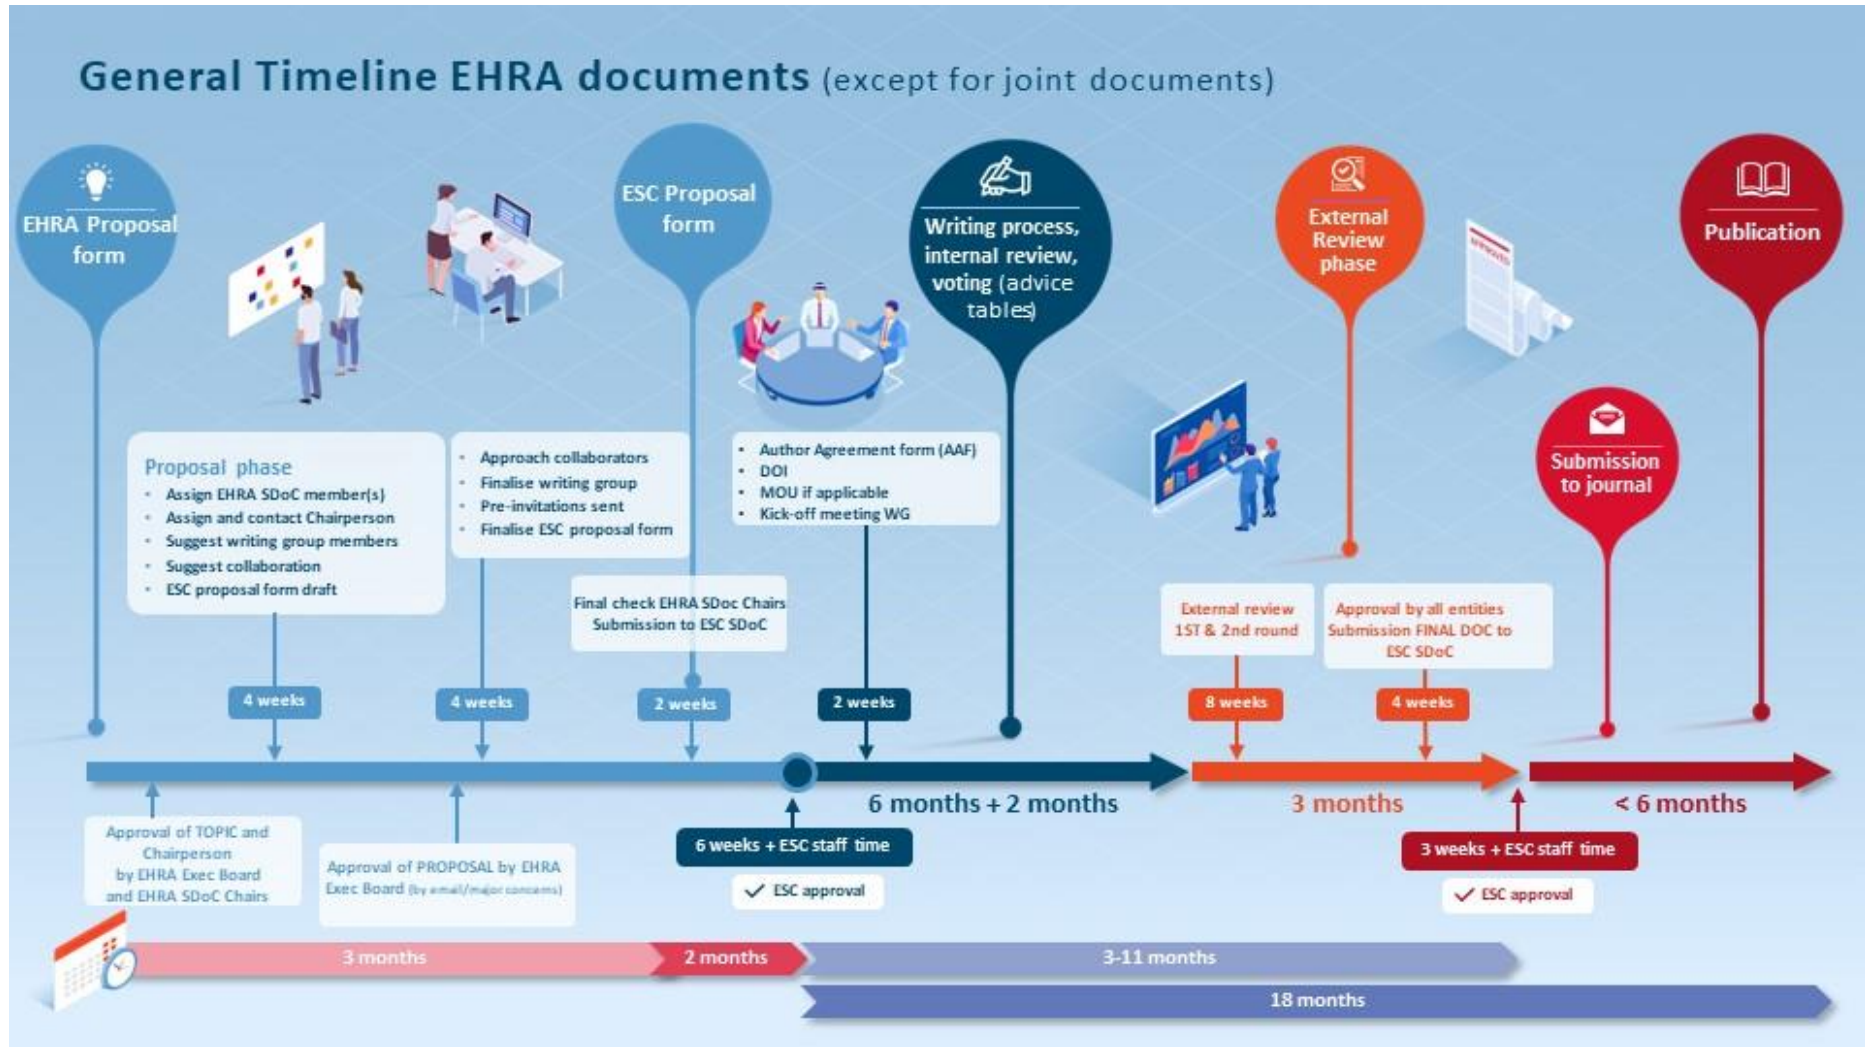 General Timeline EHRA documents (except for joint documents)
EHRA Proposal
form
ESC Proposal
form
Writing process,
internal review,
voting (advice
tables)
External
Review
phase
Publication
Submission
to journal
Proposal phase
• Assign EHRA SDoC member(s)
• Assign and contact Chairperson
• Suggest writing group members
• Suggest collaboration
• ESC proposal form draft
• Approach collaborators
• Finalise writing group
• Pre-invitations sent
• Finalise ESC proposal form
Final check EHRA SDoc Chairs
Submission to ESC SDoC
• Author Agreement form (AAF)
• DOI
• MOU if applicable
• Kick-off meeting WG
External review
1ST & 2nd round
Approval by all entities
Submission FINAL DOC to
ESC SDoC
4 weeks
4 weeks
2 weeks
2 weeks
8 weeks
4 weeks
6 months + 2 months
3 months
< 6 months
Approval of TOPIC and
Chairperson
by EHRA Exec Board
and EHRA SDoC Chairs
Approval of PROPOSAL by EHRA
Exec Board (by email/major concerns)
6 weeks + ESC staff time
✓ ESC approval
3 weeks + ESC staff time
✓ ESC approval
3 months
2 months
3-11 months
18 months